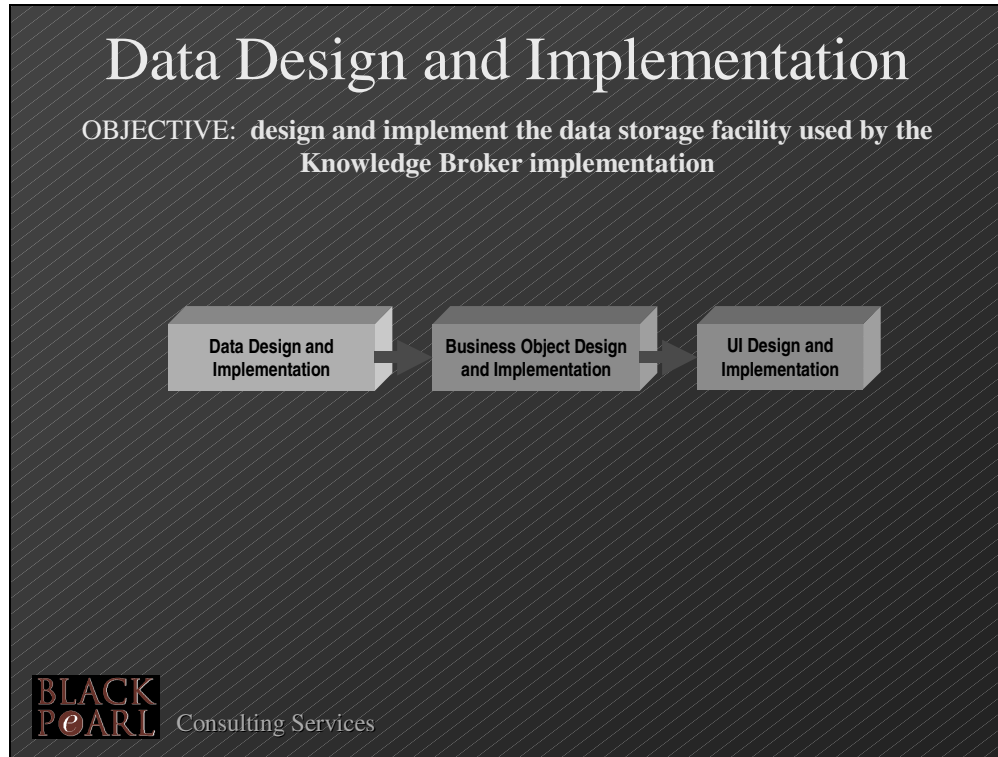 Data Design and Implementation
OBJECTIVE: design and implement the data storage facility used by the
Knowledge Broker implementation
Data Design and
Implementation
Business Object Design
and Implementation
UI Design and
Implementation
BLACK
PeARL
Consulting Services